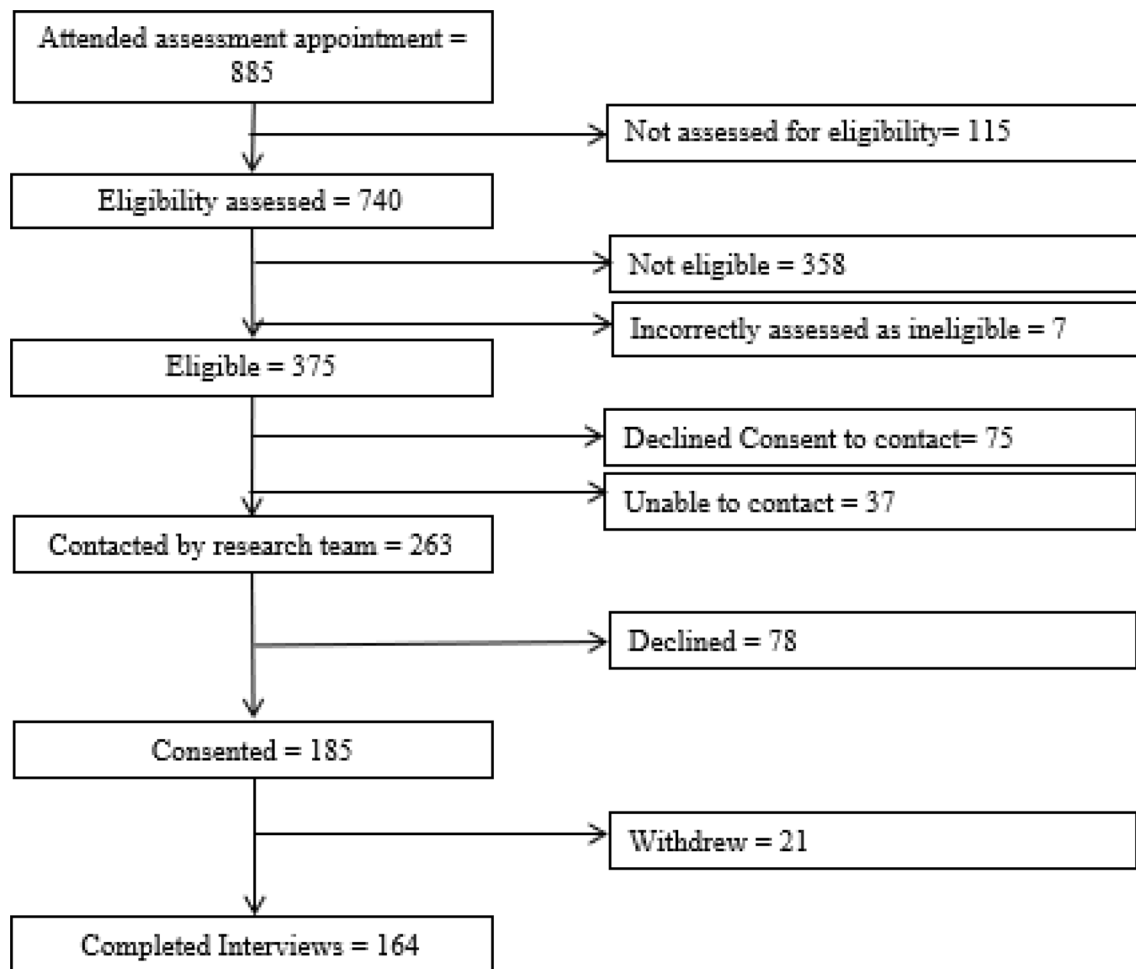 Attended assessment appointment =
885
Not assessed for eligibility= 115
Eligibility assessed = 740
Not eligible = 358
Incorrectly assessed as ineligible = 7
Eligible = 375
Declined Consent to contact= 75
Unable to contact = 37
Contacted by research team = 263
Declined = 78
Consented = 185
Withdrew = 21
Completed Interviews = 164